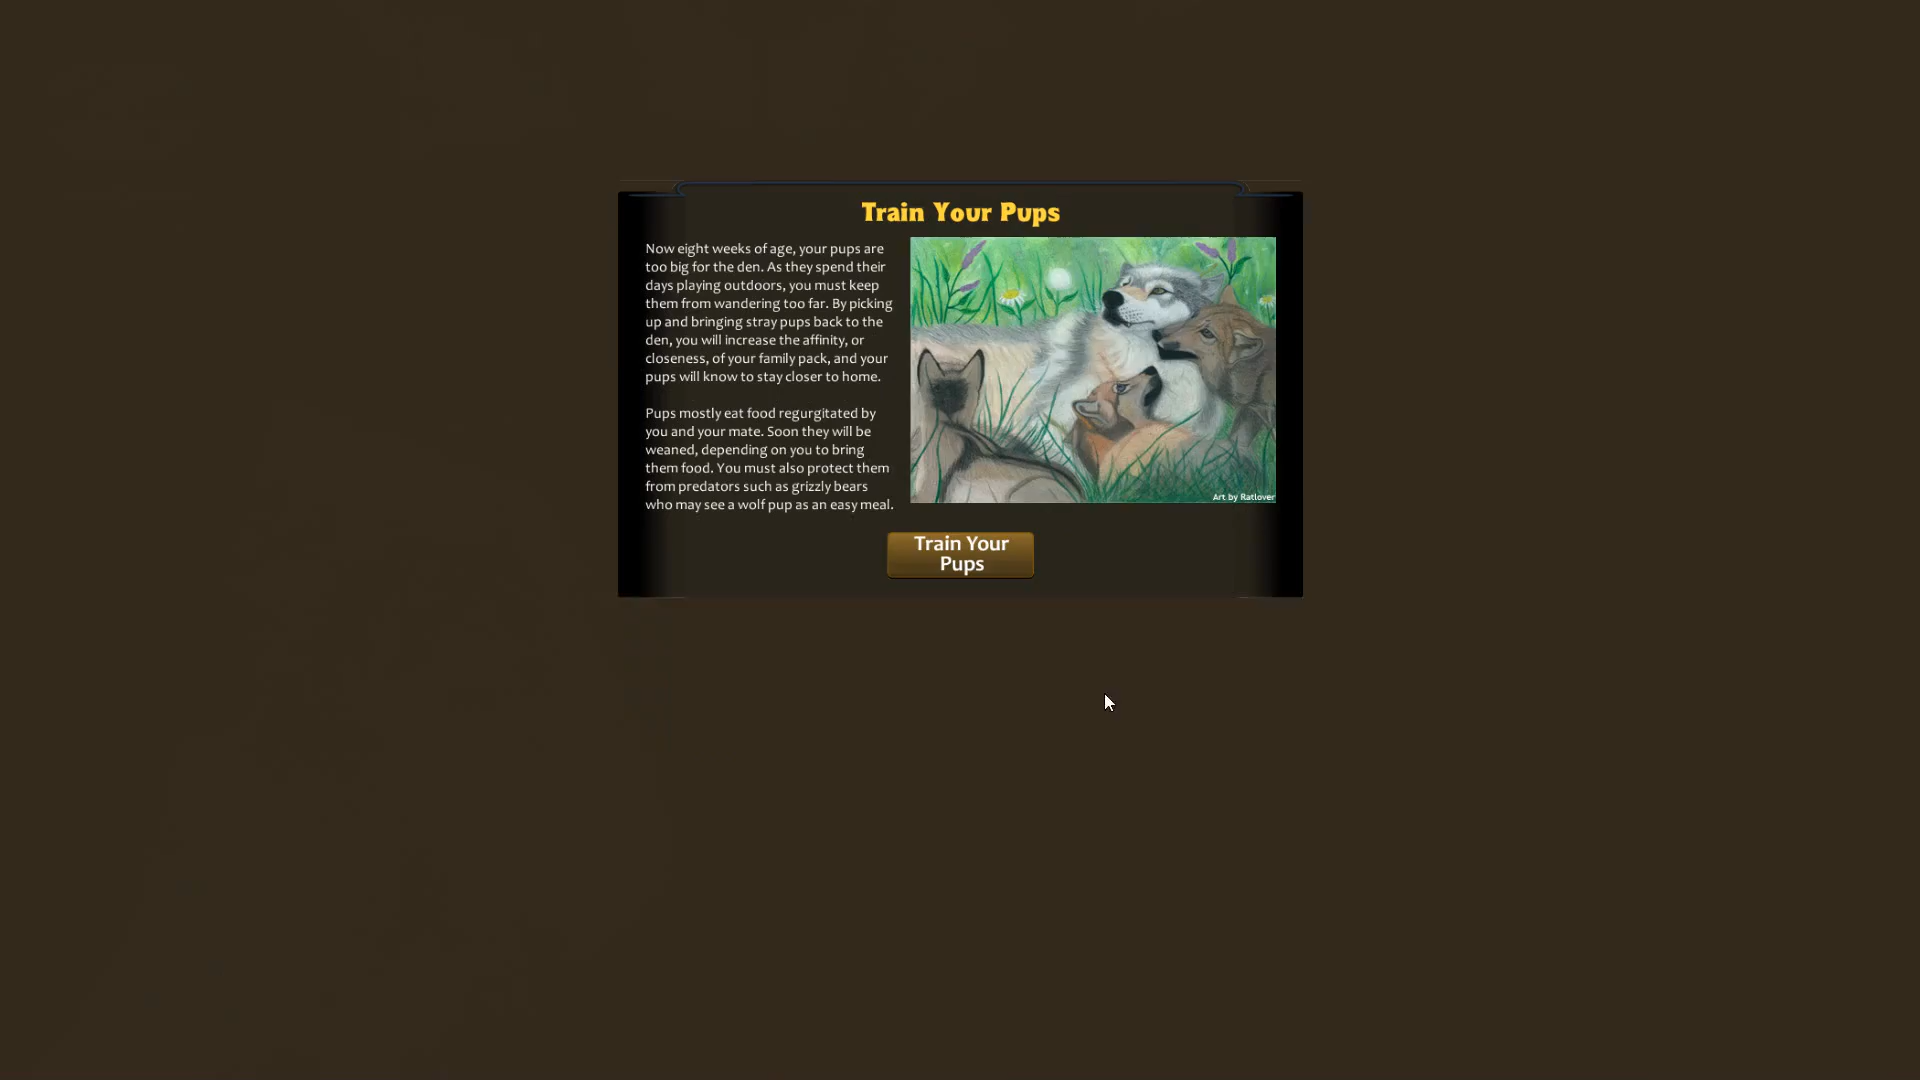 Train Your Pups
Now eight weeks of age, your pups are
too big for the den. As they spend their
days playing outdoors, you must keep
them from wandering too far. By picking
up and bringing stray pups back to the
den, you will increase the affinity, or
closeness, of your family pack, and your
pups will know to stay closer to home.
Pups mostly eat food regurgitated by
you and your mate. Soon they will be
weaned, depending on you to bring
them food. You must also protect them
from predators such as grizzly bears
who may see a wolf pup as an easy meal.
Art by Ratlover
Train Your
Pups